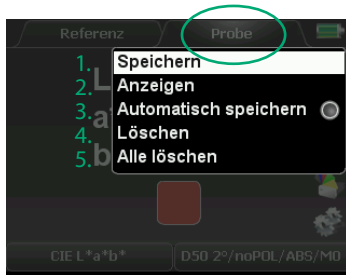 Referenz Probe
1. Speichern
2. L Anzeigen
3. a Automatisch speichern
4. Löschen
5. b Alle löschen
CIE L*a*b* D50 2°/noPOL/ABS/M0